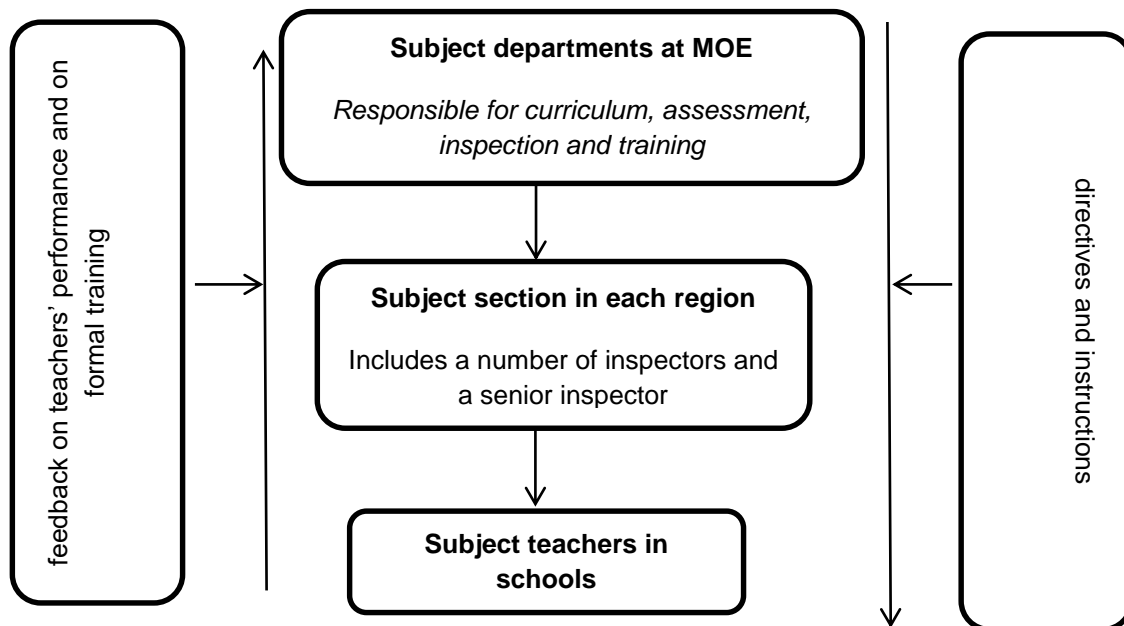 feedback on teachers’ performance and on
formal training
Subject departments at MOE
Responsible for curriculum, assessment,
inspection and training
Subject section in each region
Includes a number of inspectors and
a senior inspector
Subject teachers in
schools
directives and instructions